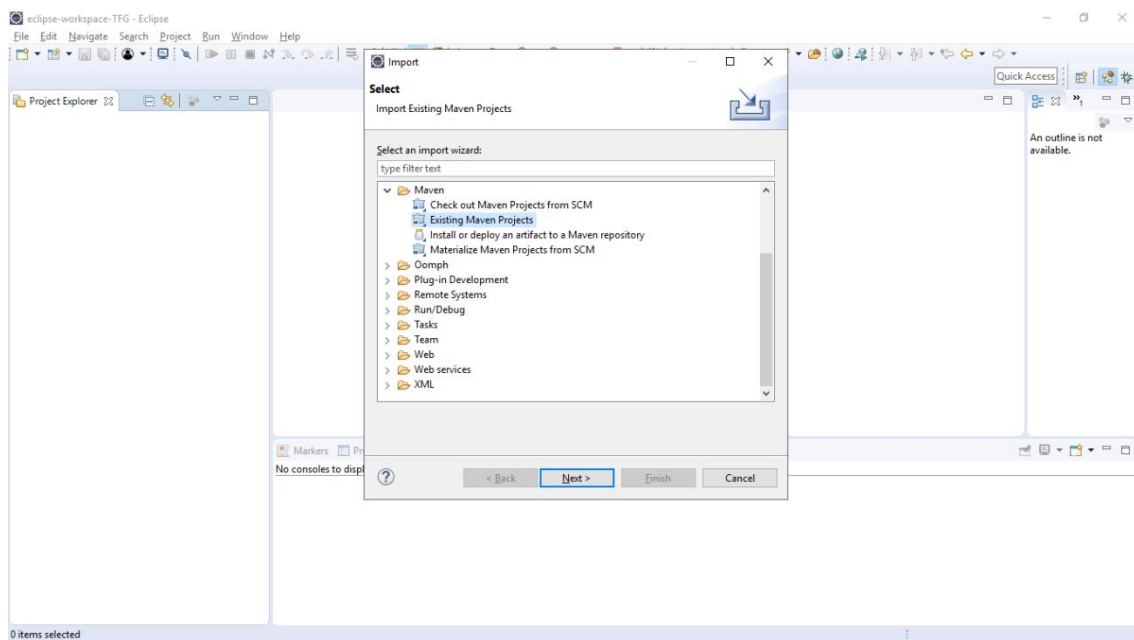 eclipse-workspace-TFG - Eclipse
File Edit Navigate Search Project Run Window Help
Quick Access
Project Explorer
Import
Select
Import Existing Maven Projects
Select an import wizard:
type filter text
Maven
Check out Maven Projects from SCM
Existing Maven Projects
Install or deploy an artifact to a Maven repository
Materialize Maven Projects from SCM
Oomph
Plug-in Development
Remote Systems
Run/Debug
Tasks
Team
Web
Web services
XML
< Back Next > Finish Cancel
An outline is not
available.
Markers
No consoles to displ
0 items selected